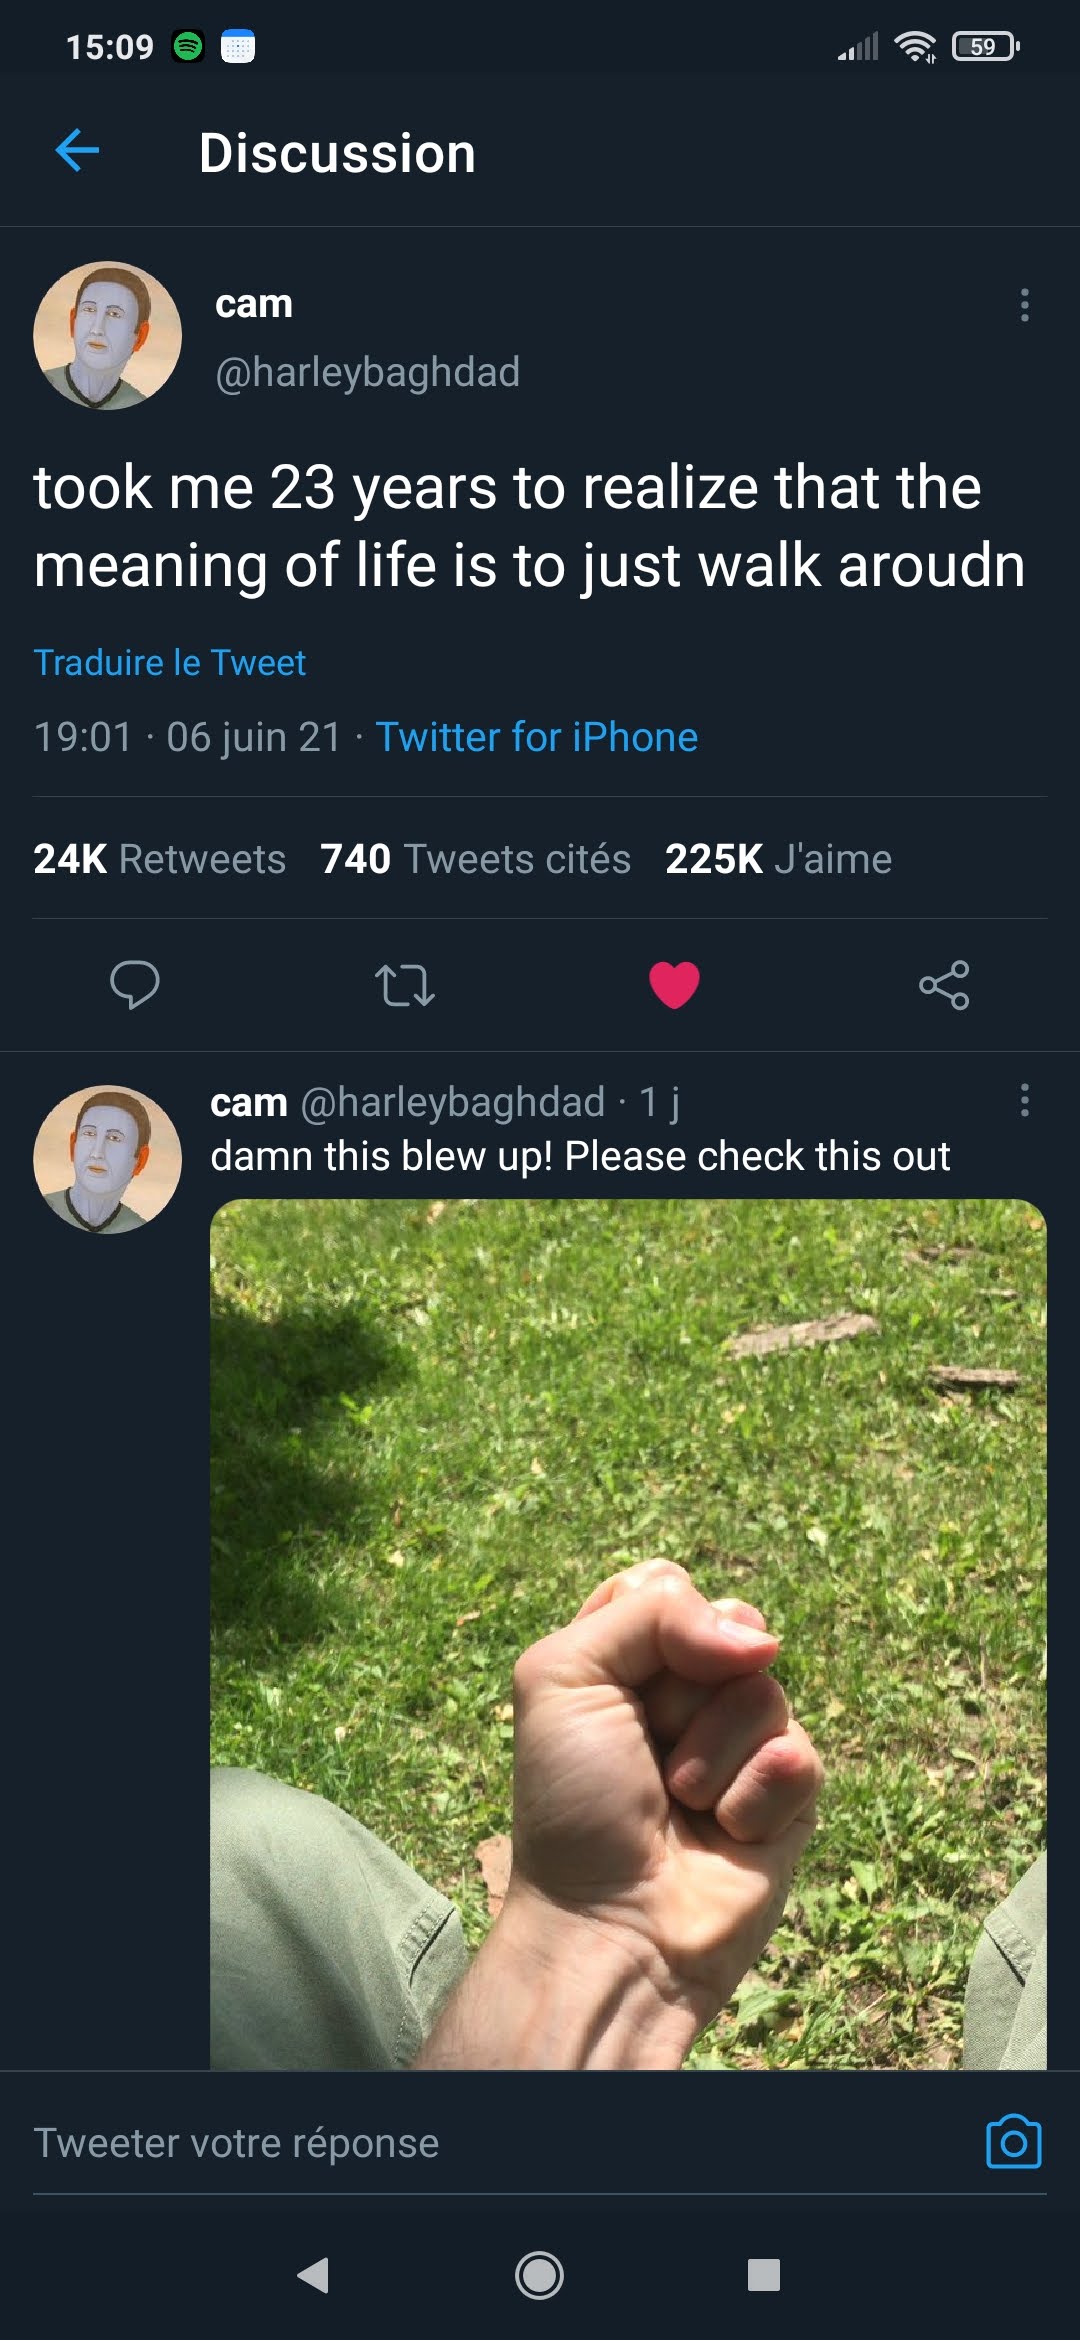 15:09
59
Discussion
cam
@harleybaghdad
took me 23 years to realize that the
meaning of life is to just walk aroudn
Traduire le Tweet
19:01 · 06 juin 21 · Twitter for iPhone
24K Retweets 740 Tweets cités 225K J'aime
cam @harleybaghdad · 1 j
damn this blew up! Please check this out
Tweeter votre réponse